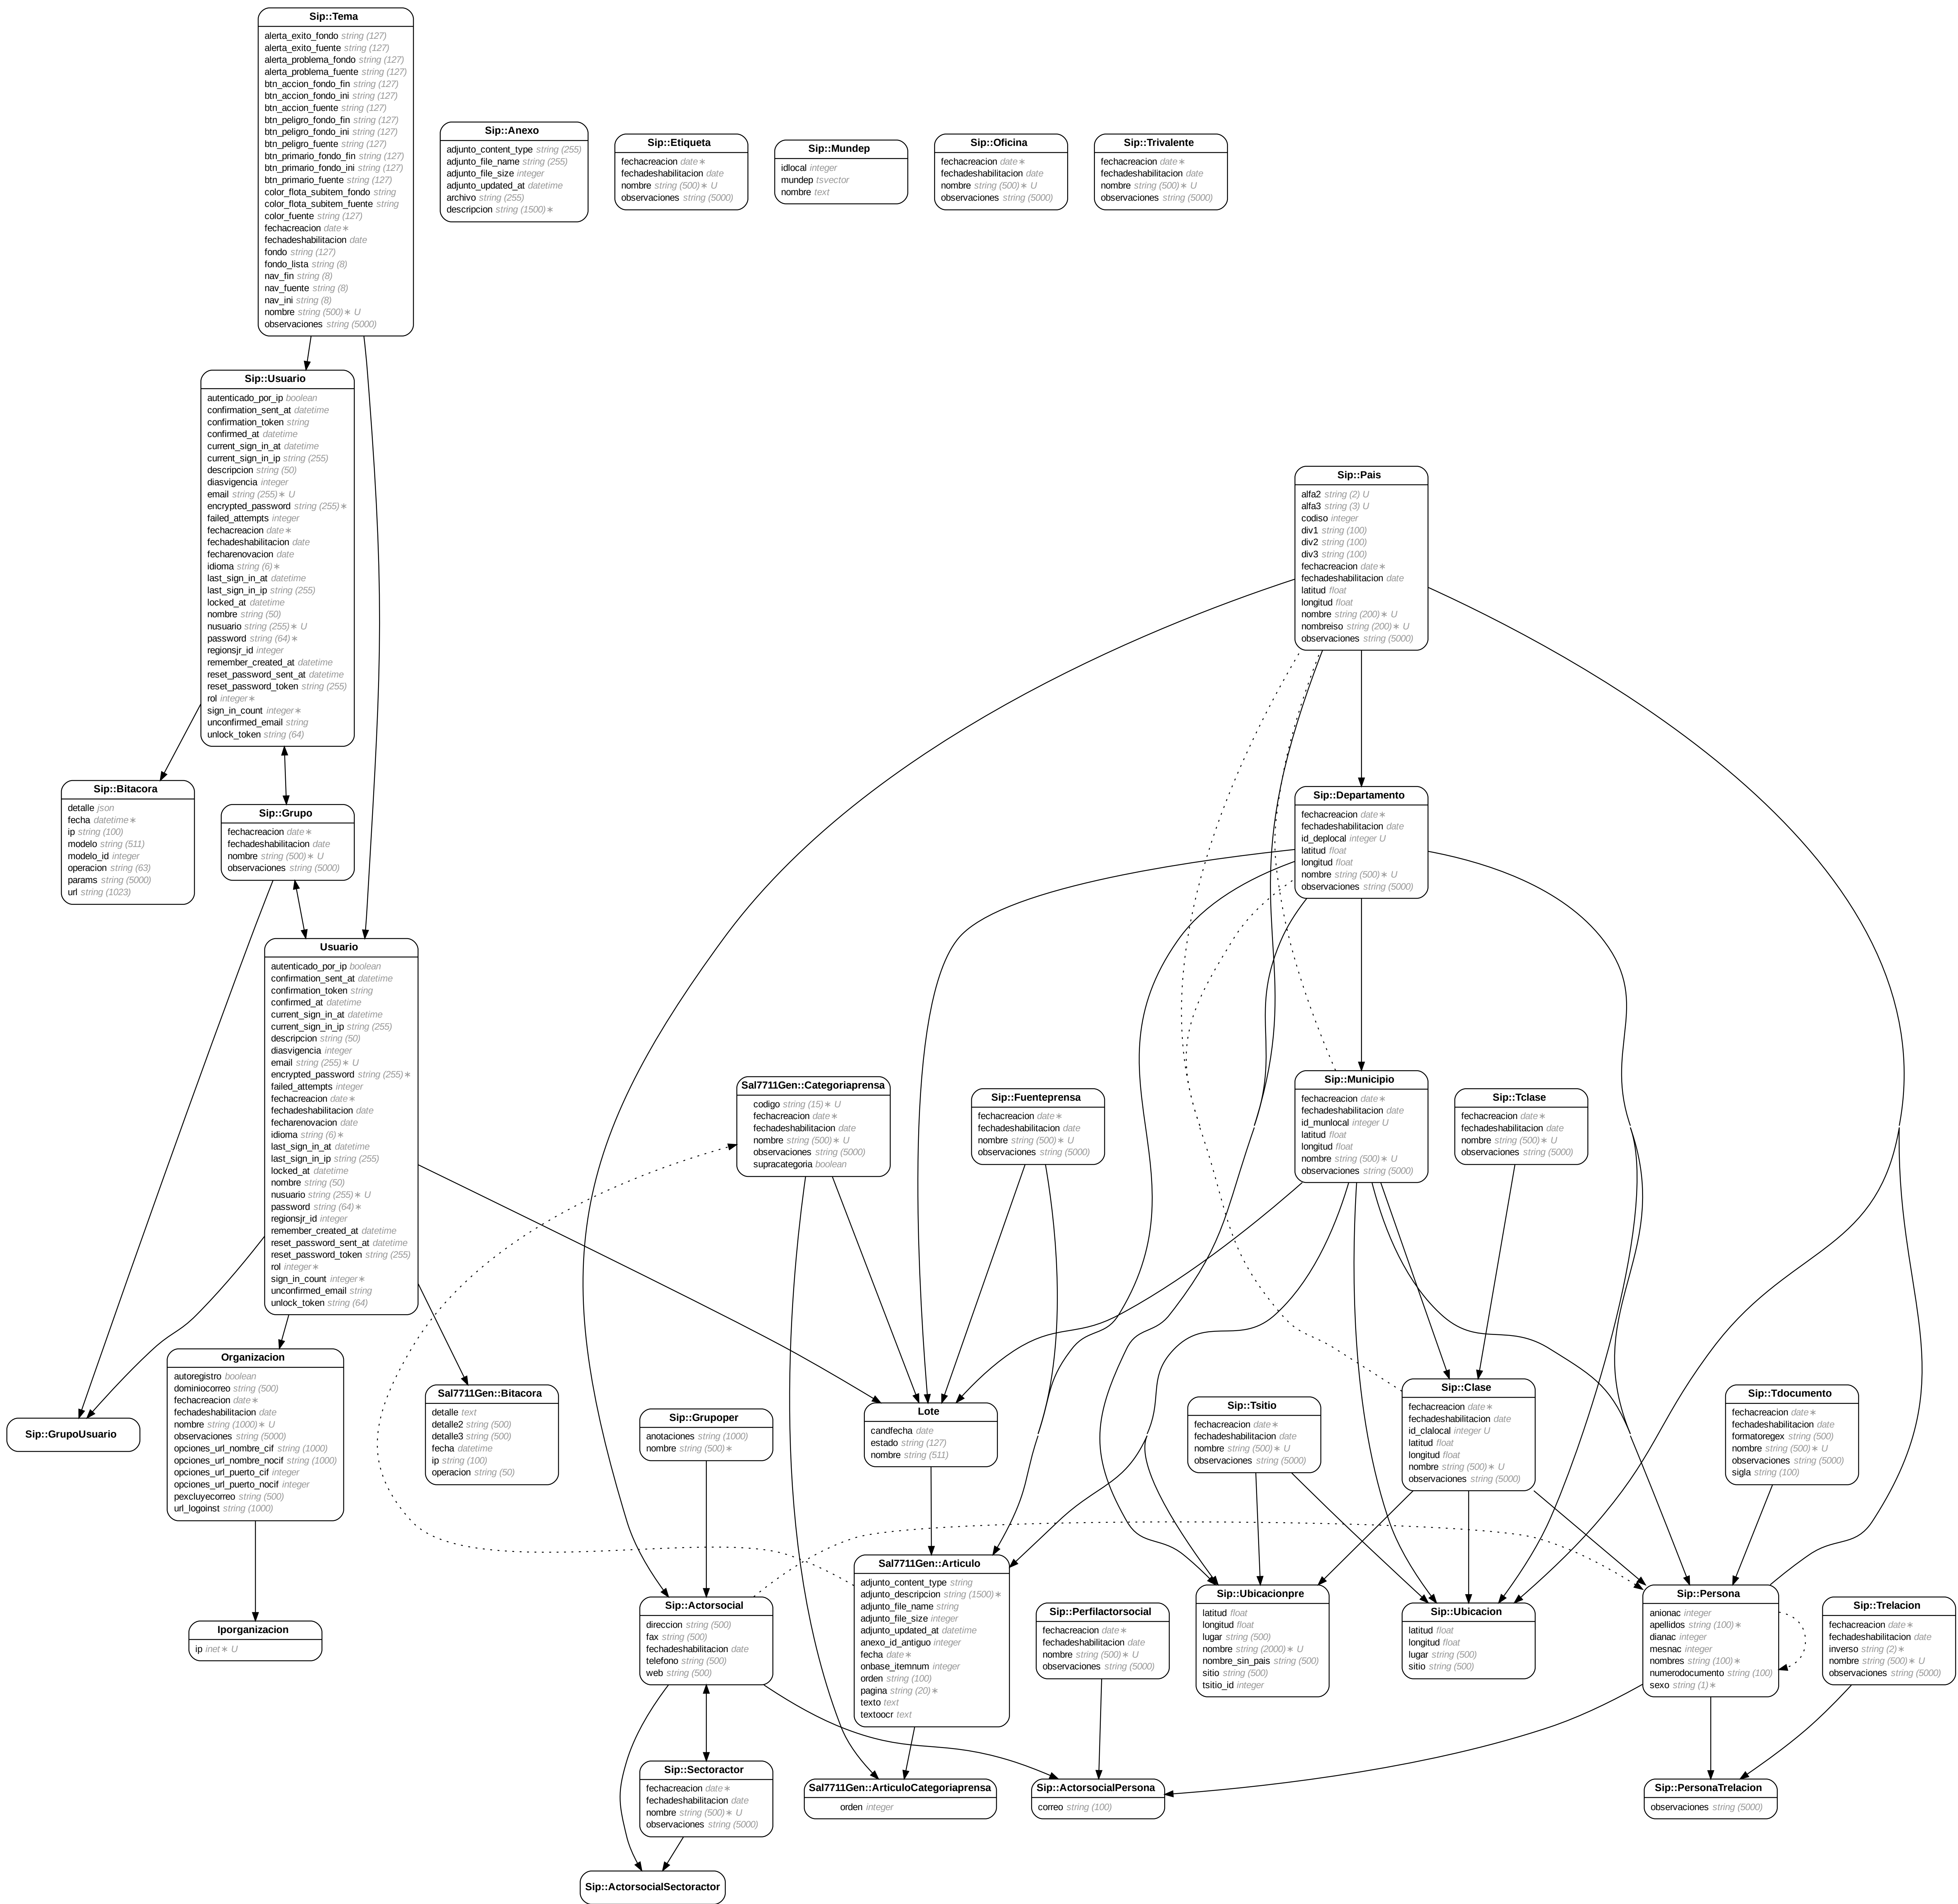 Sip::Tema
alerta_exito_fondo string (127)
alerta_exito_fuente string (127)
alerta_problema_fondo string (127)
alerta_problema_fuente string (127)
btn_accion_fondo_fin string (127)
btn_accion_fondo_ini string (127)
btn_accion_fuente string (127)
btn_peligro_fondo_fin string (127)
btn_peligro_fondo_ini string (127)
btn_peligro_fuente string (127)
btn_primario_fondo_fin string (127)
btn_primario_fondo_ini string (127)
btn_primario_fuente string (127)
color_flota_subitem_fondo string
color_flota_subitem_fuente string
color_fuente string (127)
fechacreacion date∗
fechadeshabilitacion date
fondo string (127)
fondo_lista string (8)
nav_fin string (8)
nav_fuente string (8)
nav_ini string (8)
nombre string (500)∗ U
observaciones string (5000)
Sip::Anexo
adjunto_content_type string (255)
adjunto_file_name string (255)
adjunto_file_size integer
adjunto_updated_at datetime
archivo string (255)
descripcion string (1500)∗
Sip::Etiqueta
fechacreacion date∗
fechadeshabilitacion date
nombre string (500)∗ U
observaciones string (5000)
Sip::Mundep
idlocal integer
mundep tsvector
nombre text
Sip::Oficina
fechacreacion date∗
fechadeshabilitacion date
nombre string (500)∗ U
observaciones string (5000)
Sip::Trivalente
fechacreacion date∗
fechadeshabilitacion date
nombre string (500)∗ U
observaciones string (5000)
Sip::Usuario
autenticado_por_ip boolean
confirmation_sent_at datetime
confirmation_token string
confirmed_at datetime
current_sign_in_at datetime
current_sign_in_ip string (255)
descripcion string (50)
diasvigencia integer
email string (255)∗ U
encrypted_password string (255)∗
failed_attempts integer
fechacreacion date∗
fechadeshabilitacion date
fecharenovacion date
idioma string (6)∗
last_sign_in_at datetime
last_sign_in_ip string (255)
locked_at datetime
nombre string (50)
nusuario string (255)∗ U
password string (64)∗
regionsjr_id integer
remember_created_at datetime
reset_password_sent_at datetime
reset_password_token string (255)
rol integer∗
sign_in_count integer∗
unconfirmed_email string
unlock_token string (64)
Sip::Pais
alfa2 string (2) U
alfa3 string (3) U
codiso integer
div1 string (100)
div2 string (100)
div3 string (100)
fechacreacion date∗
fechadeshabilitacion date
latitud float
longitud float
nombre string (200)∗ U
nombreiso string (200)∗ U
observaciones string (5000)
Sip::Bitacora
detalle json
fecha datetime∗
ip string (100)
modelo string (511)
modelo_id integer
operacion string (63)
params string (5000)
url string (1023)
Sip::Grupo
fechacreacion date∗
fechadeshabilitacion date
nombre string (500)∗ U
observaciones string (5000)
Sip::Departamento
fechacreacion date∗
fechadeshabilitacion date
id_deplocal integer U
latitud float
longitud float
nombre string (500)∗ U
observaciones string (5000)
Usuario
autenticado_por_ip boolean
confirmation_sent_at datetime
confirmation_token string
confirmed_at datetime
current_sign_in_at datetime
current_sign_in_ip string (255)
descripcion string (50)
diasvigencia integer
email string (255)∗ U
encrypted_password string (255)∗
failed_attempts integer
fechacreacion date∗
fechadeshabilitacion date
fecharenovacion date
idioma string (6)∗
last_sign_in_at datetime
last_sign_in_ip string (255)
locked_at datetime
nombre string (50)
nusuario string (255)∗ U
password string (64)∗
regionsjr_id integer
remember_created_at datetime
reset_password_sent_at datetime
reset_password_token string (255)
rol integer∗
sign_in_count integer∗
unconfirmed_email string
unlock_token string (64)
Sal7711Gen::Categoriaprensa
codigo string (15)∗ U
fechacreacion date∗
fechadeshabilitacion date
nombre string (500)∗ U
observaciones string (5000)
supracategoria boolean
Sip::Fuenteprensa
fechacreacion date∗
fechadeshabilitacion date
nombre string (500)∗ U
observaciones string (5000)
Sip::Municipio
fechacreacion date∗
fechadeshabilitacion date
id_munlocal integer U
latitud float
longitud float
nombre string (500)∗ U
observaciones string (5000)
Sip::Tclase
fechacreacion date∗
fechadeshabilitacion date
nombre string (500)∗ U
observaciones string (5000)
Organizacion
autoregistro boolean
dominiocorreo string (500)
fechacreacion date∗
fechadeshabilitacion date
nombre string (1000)∗ U
observaciones string (5000)
opciones_url_nombre_cif string (1000)
opciones_url_nombre_nocif string (1000)
opciones_url_puerto_cif integer
opciones_url_puerto_nocif integer
pexcluyecorreo string (500)
url_logoinst string (1000)
Sip::GrupoUsuario
Sal7711Gen::Bitacora
detalle text
detalle2 string (500)
detalle3 string (500)
fecha datetime
ip string (100)
operacion string (50)
Sip::Grupoper
anotaciones string (1000)
nombre string (500)∗
Lote
candfecha date
estado string (127)
nombre string (511)
Sip::Tsitio
fechacreacion date∗
fechadeshabilitacion date
nombre string (500)∗ U
observaciones string (5000)
Sip::Clase
fechacreacion date∗
fechadeshabilitacion date
id_clalocal integer U
latitud float
longitud float
nombre string (500)∗ U
observaciones string (5000)
Sip::Tdocumento
fechacreacion date∗
fechadeshabilitacion date
formatoregex string (500)
nombre string (500)∗ U
observaciones string (5000)
sigla string (100)
Iporganizacion
ip inet∗ U
Sip::Actorsocial
direccion string (500)
fax string (500)
fechadeshabilitacion date
telefono string (500)
web string (500)
Sal7711Gen::Articulo
adjunto_content_type string
adjunto_descripcion string (1500)∗
adjunto_file_name string
adjunto_file_size integer
adjunto_updated_at datetime
anexo_id_antiguo integer
fecha date∗
onbase_itemnum integer
orden string (100)
pagina string (20)∗
texto text
textoocr text
Sip::Perfilactorsocial
fechacreacion date∗
fechadeshabilitacion date
nombre string (500)∗ U
observaciones string (5000)
Sip::Ubicacionpre
latitud float
longitud float
lugar string (500)
nombre string (2000)∗ U
nombre_sin_pais string (500)
sitio string (500)
tsitio_id integer
Sip::Ubicacion
latitud float
longitud float
lugar string (500)
sitio string (500)
Sip::Persona
anionac integer
apellidos string (100)∗
dianac integer
mesnac integer
nombres string (100)∗
numerodocumento string (100)
sexo string (1)∗
Sip::Trelacion
fechacreacion date∗
fechadeshabilitacion date
inverso string (2)∗
nombre string (500)∗ U
observaciones string (5000)
Sip::Sectoractor
fechacreacion date∗
fechadeshabilitacion date
nombre string (500)∗ U
observaciones string (5000)
Sal7711Gen::ArticuloCategoriaprensa
orden integer
Sip::ActorsocialPersona
correo string (100)
Sip::PersonaTrelacion
observaciones string (5000)
Sip::ActorsocialSectoractor